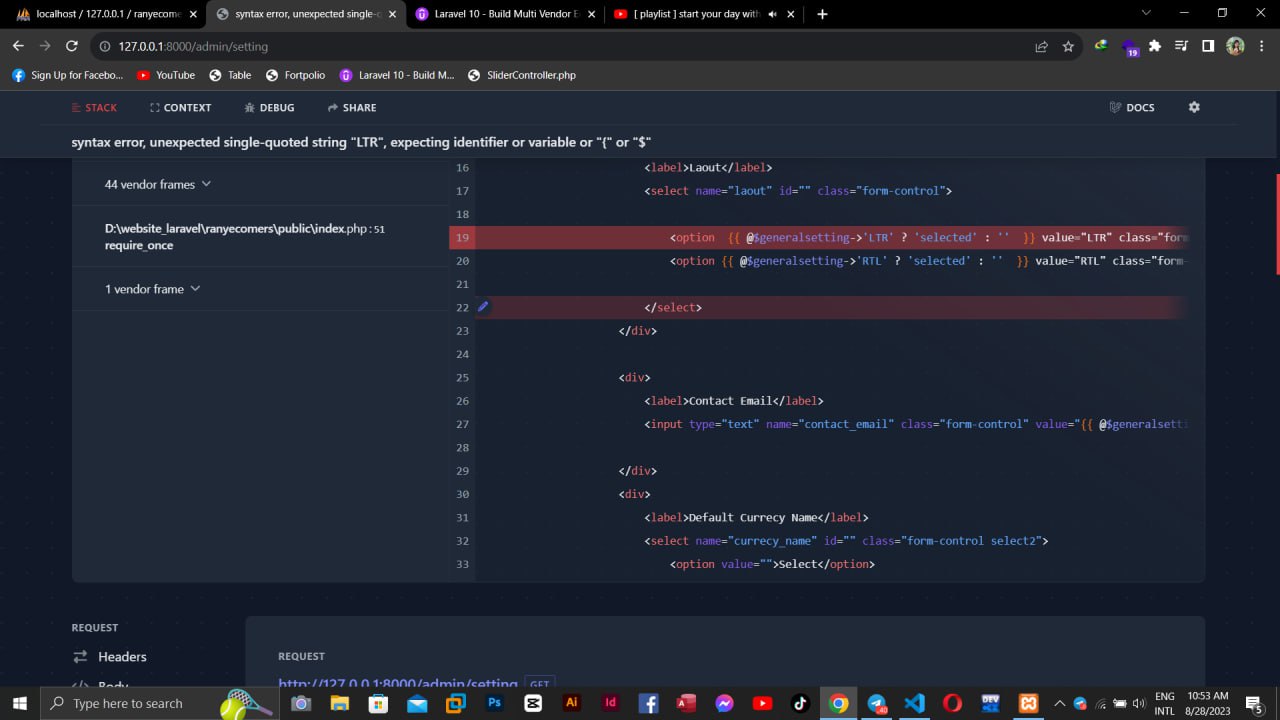 localhost / 127.0.0.1 / ranyecome
syntax error, unexpected single-q
Laravel 10 - Build Multi Vendor E
[ playlist ] start your day with
127.0.0.1:8000/admin/setting
19
Sign Up for Facebo...
YouTube
Table
Fortpolio
Laravel 10 - Build M...
SliderController.php
STACK
CONTEXT
DEBUG
SHARE
DOCS
syntax error, unexpected single-quoted string "LTR", expecting identifier or variable or "{" or "$"
44 vendor frames
D:\website_laravel\ranyecomers\public\index.php : 51
require_once
1 vendor frame
16 <label>Laout</label>
17 <select name="laout" id="" class="form-control">
18
19 <option  {{ @$generalsetting->'LTR' ? 'selected' : ''  }} value="LTR" class="form
20 <option {{ @$generalsetting->'RTL' ? 'selected' : ''  }} value="RTL" class="form-
21
22 </select>
23 </div>
24
25 <div>
26 <label>Contact Email</label>
27 <input type="text" name="contact_email" class="form-control" value="{{ @$generalsetti
28
29 </div>
30 <div>
31 <label>Default Currecy Name</label>
32 <select name="currecy_name" id="" class="form-control select2">
33 <option value="">Select</option>
REQUEST
Headers
Body
REQUEST
http://127.0.0.1:8000/admin/setting GET
Type here to search
ENG
INTL
10:53 AM
8/28/2023
5